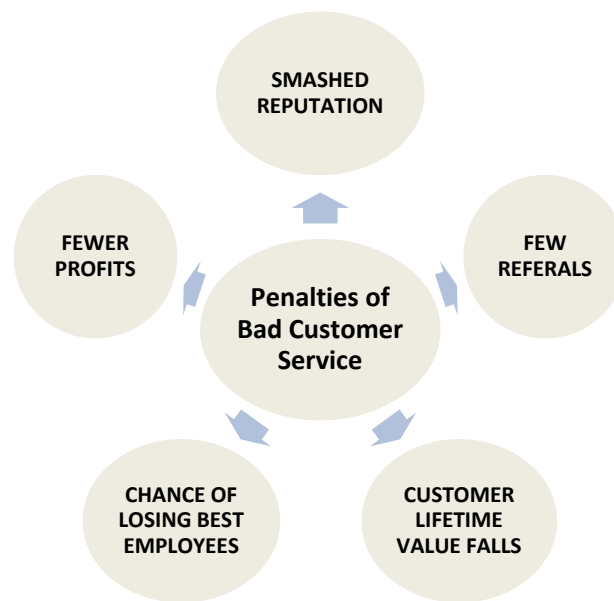 SMASHED
REPUTATION
FEWER
PROFITS
FEW
REFERALS
Penalties of
Bad Customer
Service
CHANCE OF
LOSING BEST
EMPLOYEES
CUSTOMER
LIFETIME
VALUE FALLS